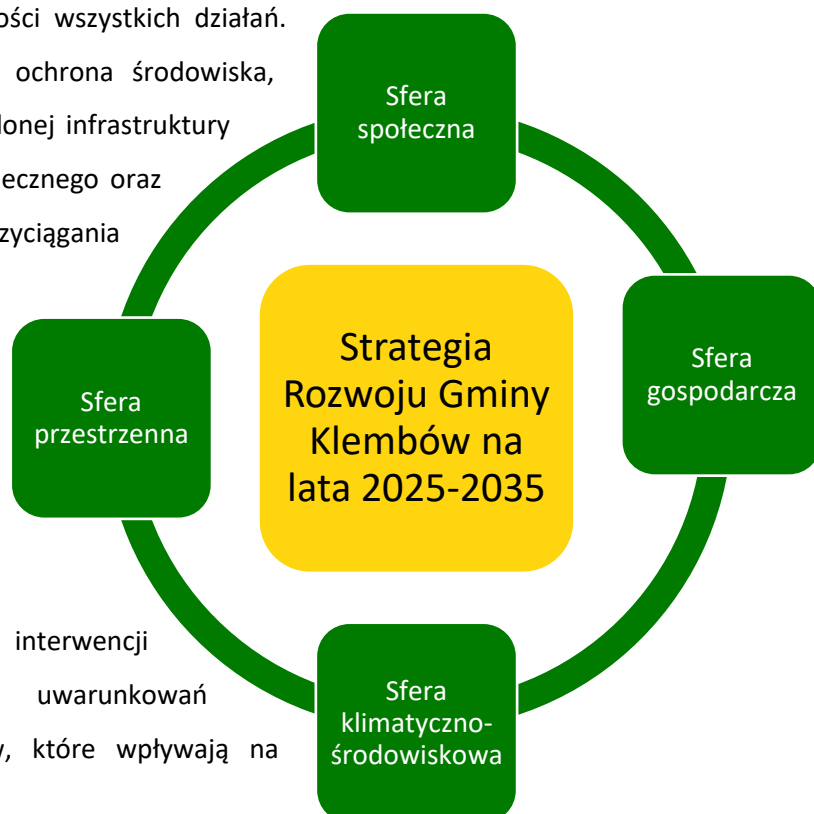 ości wszystkich działań.
ochrona środowiska,
lonej infrastruktury
ecznego oraz
zyciągania
interwencji
uwarunkowań
które wpływają na
Sfera
społeczna
Sfera
gospodarcza
Sfera
klimatyczno-
środowiskowa
Sfera
przestrzenna
Strategia
Rozwoju Gminy
Klembów na
lata 2025-2035